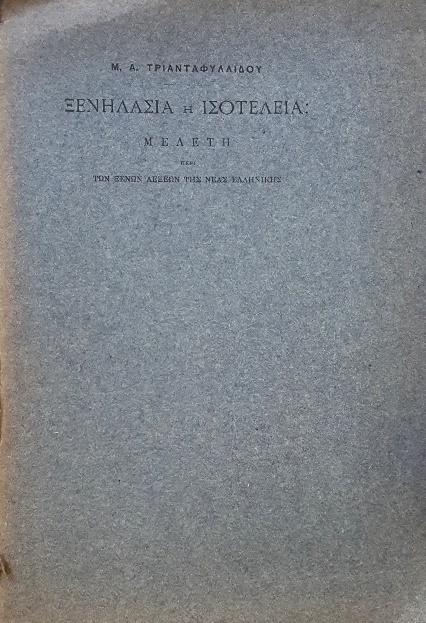 Μ. Α. ΤΡΙΑΝΤΑΦΥΛΛΙΔΟΥ
ΞΕΝΗΛΑΣΙΑ Η ΙΣΟΤΕΛΕΙΑ;
ΜΕΛΕΤΗ
ΠΕΡΙ
ΤΩΝ ΞΕΝΩΝ ΛΕΞΕΩΝ ΤΗΣ ΝΕΑΣ ΕΛΛΗΝΙΚΗΣ